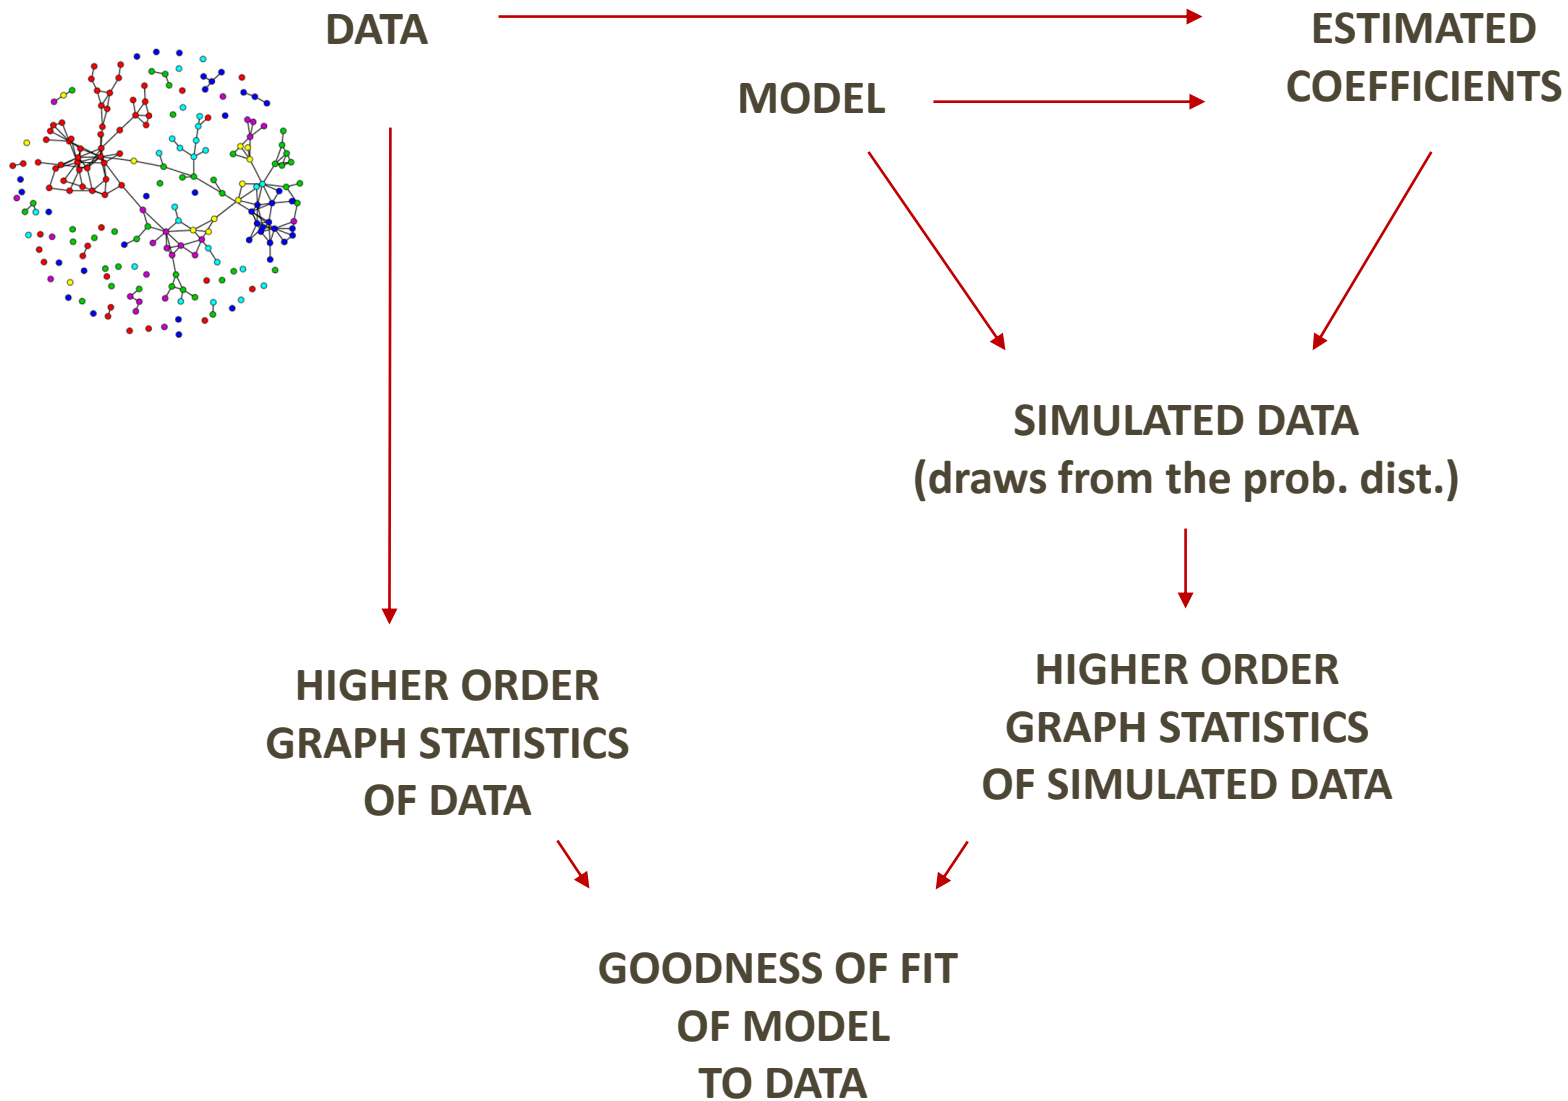 DATA
MODEL
ESTIMATED
COEFFICIENTS
SIMULATED DATA
(draws from the prob. dist.)
HIGHER ORDER
GRAPH STATISTICS
OF DATA
HIGHER ORDER
GRAPH STATISTICS
OF SIMULATED DATA
GOODNESS OF FIT
OF MODEL
TO DATA